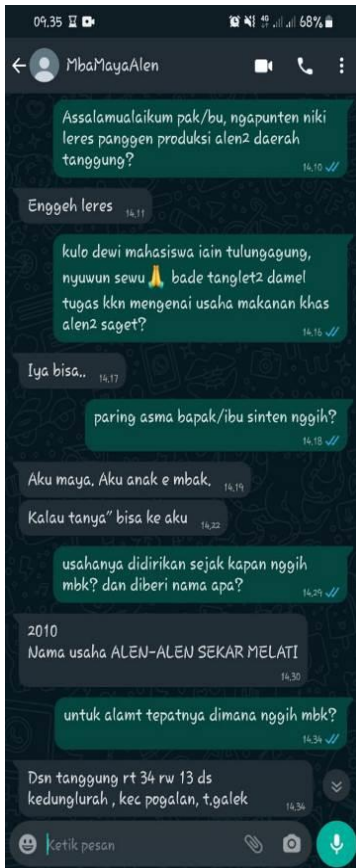 09.35
4G
68%
MbaMayaAlen
Assalamualaikum pak/bu, ngapunten niki
leres panggen produksi alen2 daerah
tanggung?
14.10
Enggeh leres
14.11
kulo dewi mahasiswa iain tulungagung,
nyuwun sewu🙏 bade tanglet2 damel
tugas kkn mengenai usaha makanan khas
alen2 saget?
14.16
Iya bisa..
14.17
paring asma bapak/ibu sinten nggih?
14.18
Aku maya. Aku anak e mbak.
14.19
Kalau tanya" bisa ke aku
14.22
usahanya didirikan sejak kapan nggih
mbk? dan diberi nama apa?
14.29
2010
Nama usaha ALEN-ALEN SEKAR MELATI
14.30
untuk alamt tepatnya dimana nggih mbk?
14.34
Dsn tanggung rt 34 rw 13 ds
kedunglurah , kec pogalan, t.galek
14.34
Ketik pesan